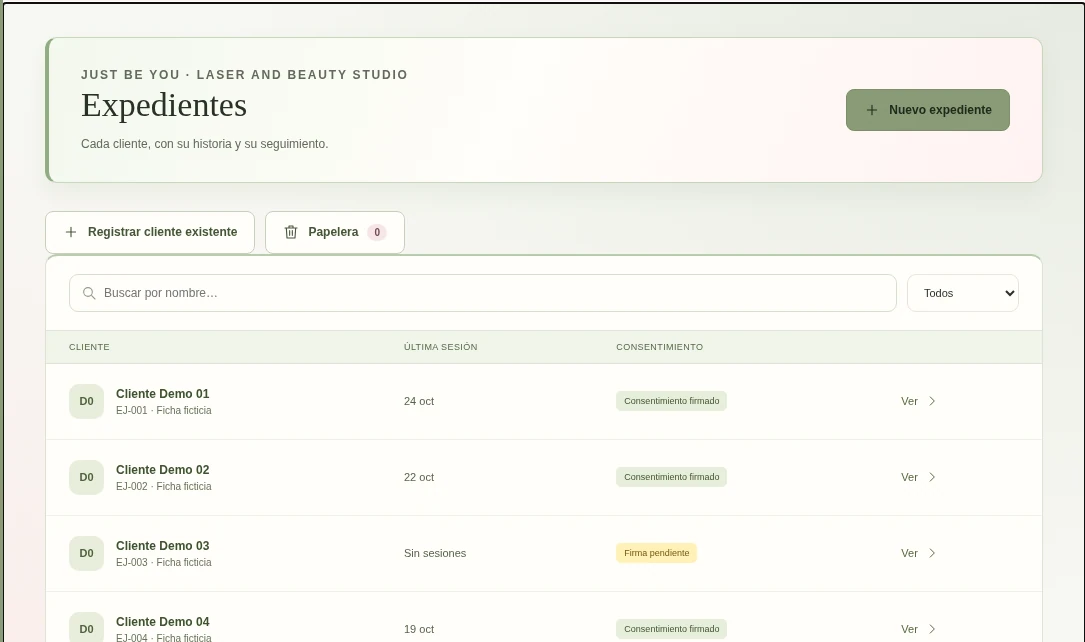 JUST BE YOU · LASER AND BEAUTY STUDIO
Expedientes
Cada cliente, con su historia y su seguimiento.
Nuevo expediente
Registrar cliente existente
Papelera 0
Buscar por nombre…
Todos
CLIENTE ÚLTIMA SESIÓN CONSENTIMIENTO
D0 Cliente Demo 01 24 oct Consentimiento firmado Ver
EJ-001 · Ficha ficticia
D0 Cliente Demo 02 22 oct Consentimiento firmado Ver
EJ-002 · Ficha ficticia
D0 Cliente Demo 03 Sin sesiones Firma pendiente Ver
EJ-003 · Ficha ficticia
D0 Cliente Demo 04 19 oct Consentimiento firmado Ver
EJ-004 · Ficha ficticia